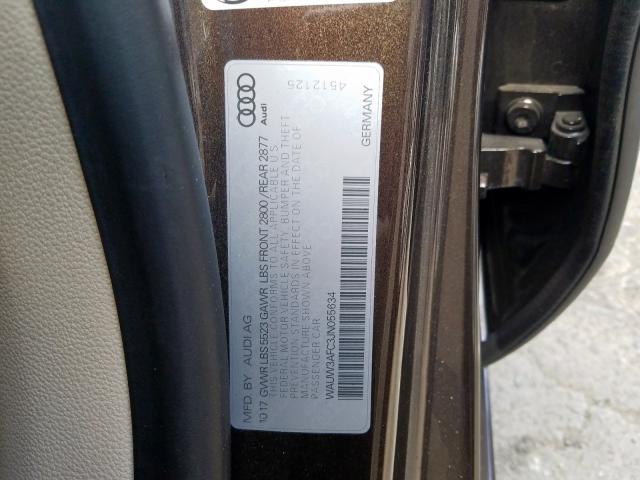 Audi
4512125
MFD. BY AUDI AG
GERMANY
10.17 GVWR LBS 5523 GAWR LBS FRONT 2800 / REAR 2877
THIS VEHICLE CONFORMS TO ALL APPLICABLE U.S.
FEDERAL MOTOR VEHICLE SAFETY, BUMPER AND THEFT
PREVENTION STANDARDS IN EFFECT ON THE DATE OF
MANUFACTURE SHOWN ABOVE
PASSENGER CAR
WAUW3AFC3JN055634